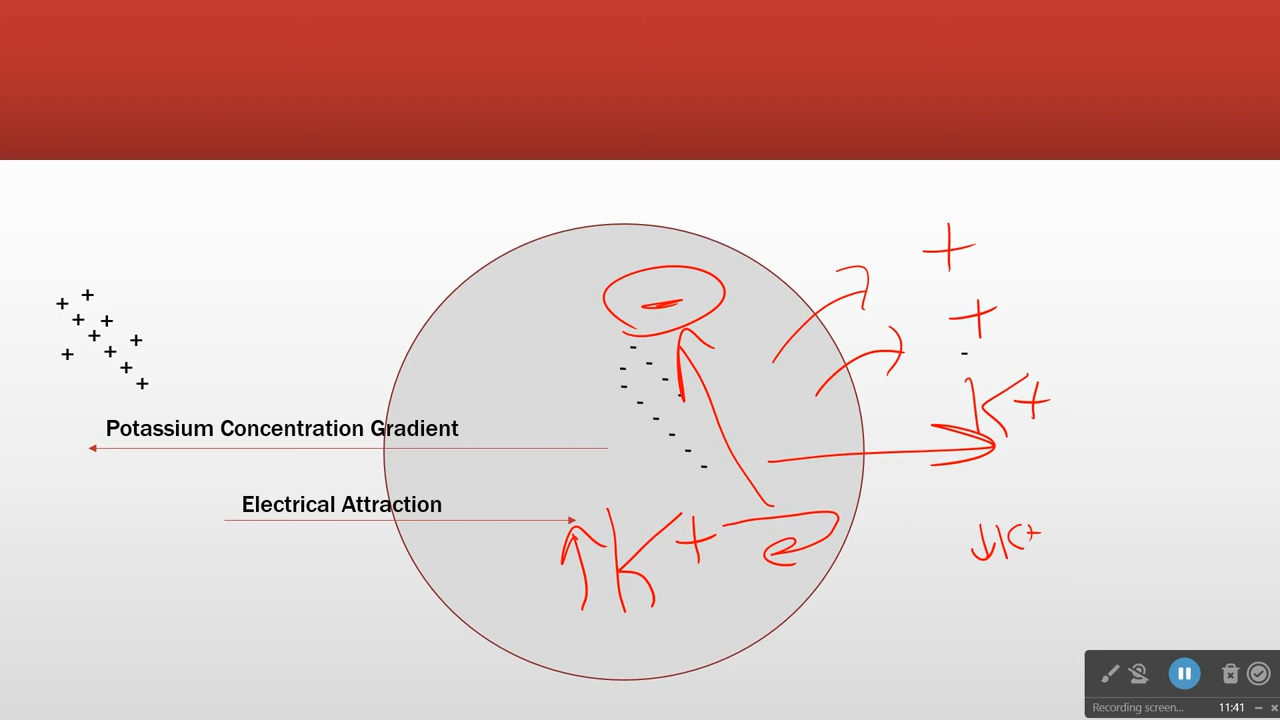 +
+
K+
Potassium Concentration Gradient
Electrical Attraction
↑K+
↓K+
Recording screen... 11:41